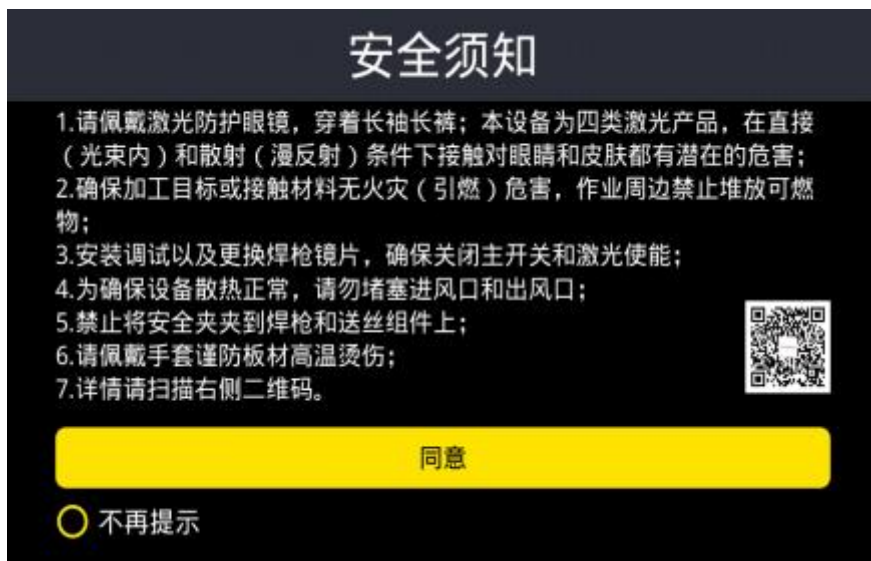 安全须知
1.请佩戴激光防护眼镜，穿着长袖长裤；本设备为四类激光产品，在直接
（光束内）和散射（漫反射）条件下接触对眼睛和皮肤都有潜在的危害；
2.确保加工目标或接触材料无火灾（引燃）危害，作业周边禁止堆放可燃
物；
3.安装调试以及更换焊枪镜片，确保关闭主开关和激光使能；
4.为确保设备散热正常，请勿堵塞进风口和出风口；
5.禁止将安全夹夹到焊枪和送丝组件上；
6.请佩戴手套谨防板材高温烫伤；
7.详情请扫描右侧二维码。
同意
不再提示